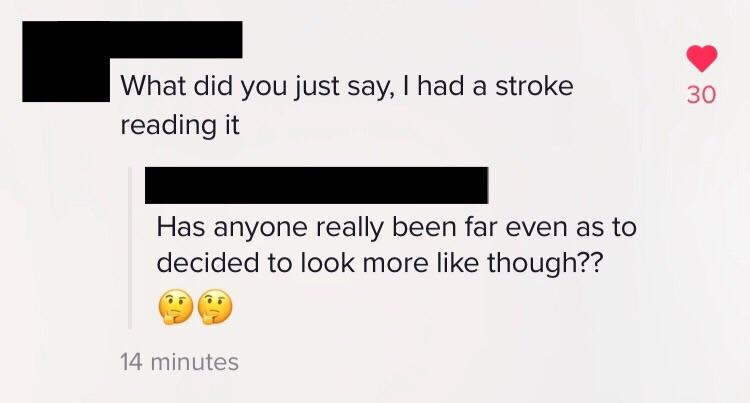 What did you just say, I had a stroke
reading it
30
Has anyone really been far even as to
decided to look more like though??
🤔🤔
14 minutes